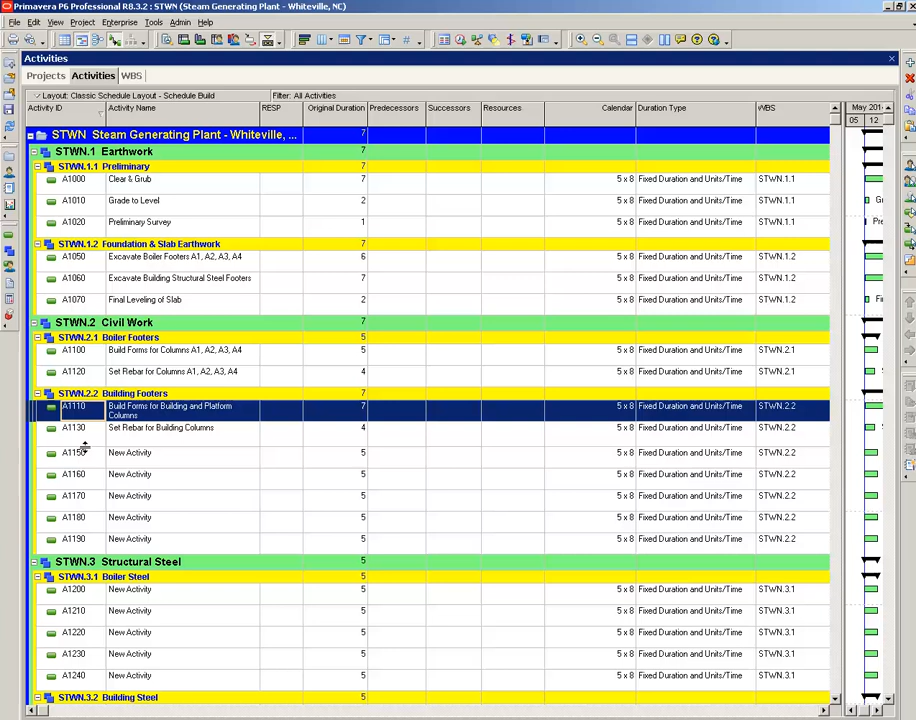 Primavera P6 Professional R8.3.2 : STWN (Steam Generating Plant - Whiteville, NC)
File Edit View Project Enterprise Tools Admin Help
Activities
Projects Activities WBS
Layout: Classic Schedule Layout - Schedule Build Filter: All Activities
Activity ID Activity Name RESP Original Duration Predecessors Successors Resources Calendar Duration Type WBS May 201
05 12
STWN Steam Generating Plant - Whiteville, ... 7
STWN.1 Earthwork 7
STWN.1.1 Preliminary 7
A1000 Clear & Grub 7 5 x 8 Fixed Duration and Units/Time STWN.1.1
A1010 Grade to Level 2 5 x 8 Fixed Duration and Units/Time STWN.1.1
A1020 Preliminary Survey 1 5 x 8 Fixed Duration and Units/Time STWN.1.1 Pre
STWN.1.2 Foundation & Slab Earthwork 7
A1050 Excavate Boiler Footers A1, A2, A3, A4 6 5 x 8 Fixed Duration and Units/Time STWN.1.2
A1060 Excavate Building Structural Steel Footers 7 5 x 8 Fixed Duration and Units/Time STWN.1.2
A1070 Final Leveling of Slab 2 5 x 8 Fixed Duration and Units/Time STWN.1.2
STWN.2 Civil Work 7
STWN.2.1 Boiler Footers 5
A1100 Build Forms for Columns A1, A2, A3, A4 5 5 x 8 Fixed Duration and Units/Time STWN.2.1
A1120 Set Rebar for Columns A1, A2, A3, A4 4 5 x 8 Fixed Duration and Units/Time STWN.2.1
STWN.2.2 Building Footers 7
A1110 Build Forms for Building and Platform 7 5 x 8 Fixed Duration and Units/Time STWN.2.2
Columns
A1130 Set Rebar for Building Columns 4 5 x 8 Fixed Duration and Units/Time STWN.2.2
A1150 New Activity 5 5 x 8 Fixed Duration and Units/Time STWN.2.2
A1160 New Activity 5 5 x 8 Fixed Duration and Units/Time STWN.2.2
A1170 New Activity 5 5 x 8 Fixed Duration and Units/Time STWN.2.2
A1180 New Activity 5 5 x 8 Fixed Duration and Units/Time STWN.2.2
A1190 New Activity 5 5 x 8 Fixed Duration and Units/Time STWN.2.2
STWN.3 Structural Steel 5
STWN.3.1 Boiler Steel 5
A1200 New Activity 5 5 x 8 Fixed Duration and Units/Time STWN.3.1
A1210 New Activity 5 5 x 8 Fixed Duration and Units/Time STWN.3.1
A1220 New Activity 5 5 x 8 Fixed Duration and Units/Time STWN.3.1
A1230 New Activity 5 5 x 8 Fixed Duration and Units/Time STWN.3.1
A1240 New Activity 5 5 x 8 Fixed Duration and Units/Time STWN.3.1
STWN.3.2 Building Steel 5